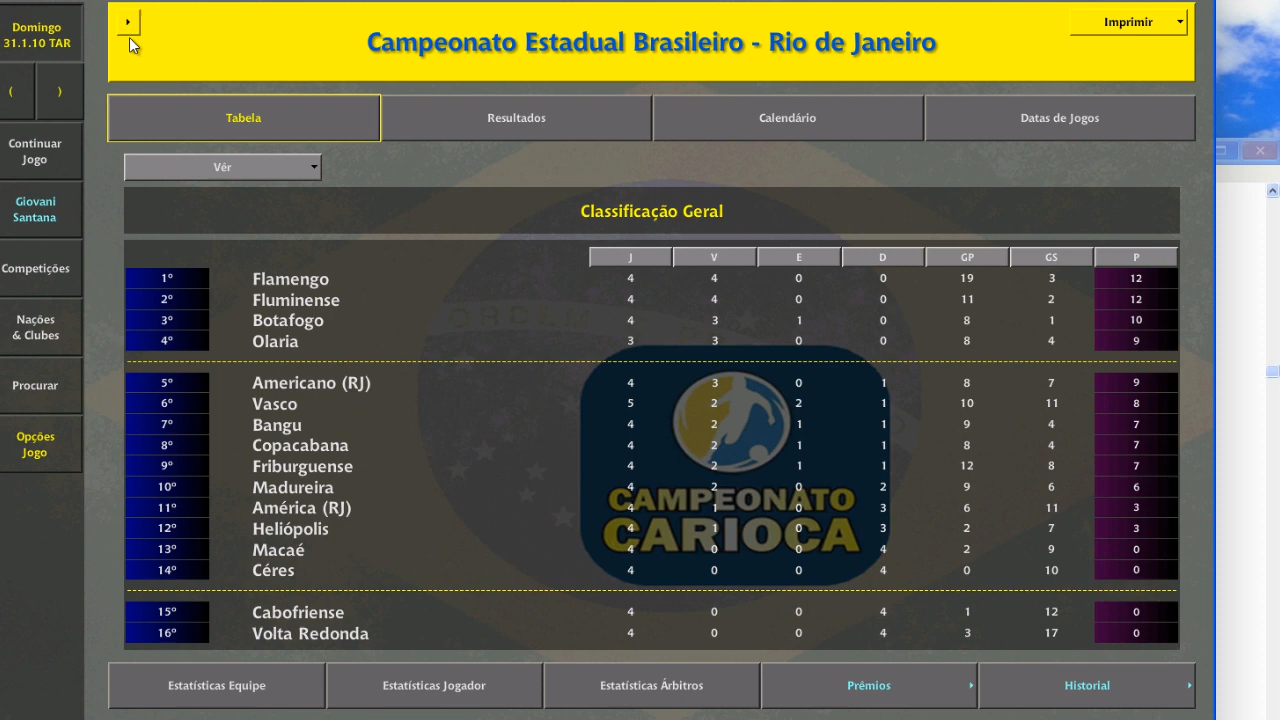 Domingo
31.1.10 TAR
Campeonato Estadual Brasileiro - Rio de Janeiro
Imprimir
( )
Tabela Resultados Calendário Datas de Jogos
Continuar
Jogo
Vêr
Giovani
Santana
Classificação Geral
Competições
Nações
& Clubes
Procurar
Opções
Jogo
J V E D GP GS P
1º Flamengo 4 4 0 0 19 3 12
2º Fluminense 4 4 0 0 11 2 12
3º Botafogo 4 3 1 0 8 1 10
4º Olaria 3 3 0 0 8 4 9
5º Americano (RJ) 4 3 0 1 8 7 9
6º Vasco 5 2 2 1 10 11 8
7º Bangu 4 2 1 1 9 4 7
8º Copacabana 4 2 1 1 8 4 7
9º Friburguense 4 2 1 1 12 8 7
10º Madureira 4 2 0 2 9 6 6
11º América (RJ) 4 1 0 3 6 11 3
12º Heliópolis 4 1 0 3 2 7 3
13º Macaé 4 0 0 4 2 9 0
14º Céres 4 0 0 4 0 10 0
15º Cabofriense 4 0 0 4 1 12 0
16º Volta Redonda 4 0 0 4 3 17 0
ORDEM
CAMPEONATO
CARIOCA
Estatísticas Equipe Estatísticas Jogador Estatísticas Árbitros Prêmios Historial